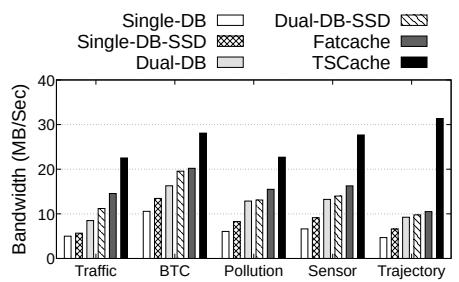 Single-DB Dual-DB-SSD
Single-DB-SSD Fatcache
Dual-DB TSCache
Bandwidth (MB/Sec)
40
30
20
10
0
Traffic BTC Pollution Sensor Trajectory